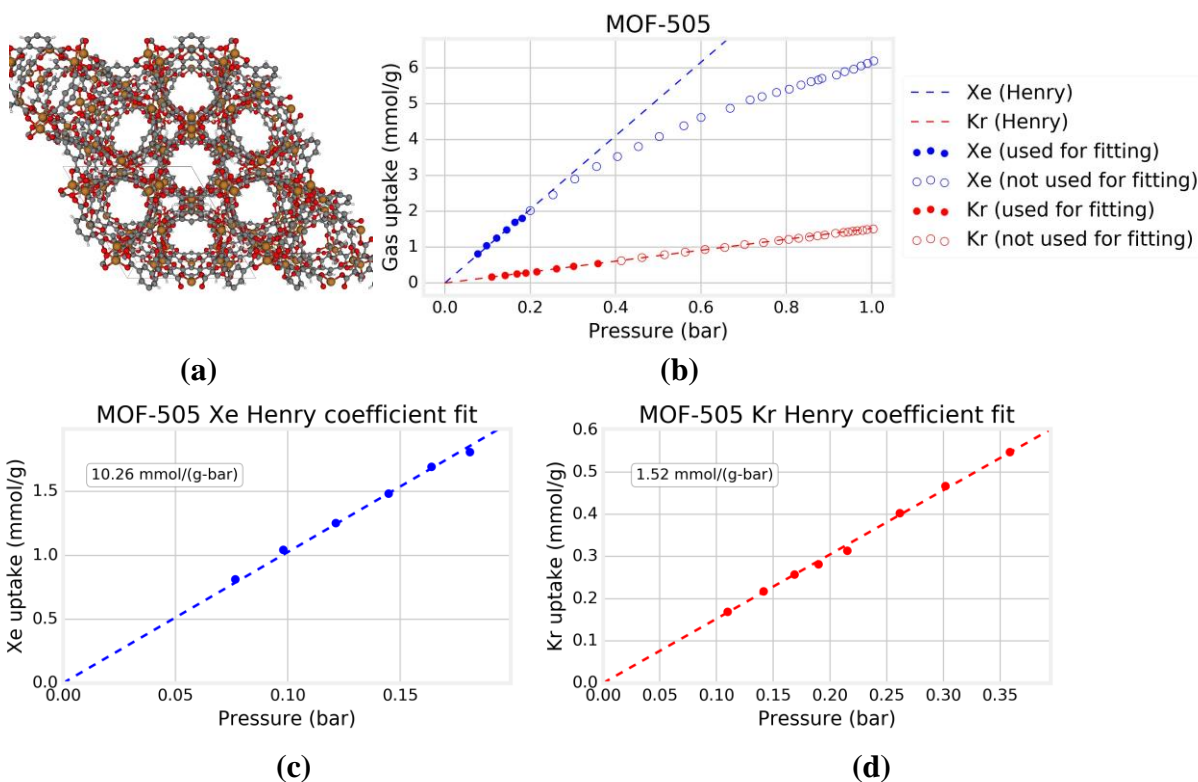 MOF-505
Gas uptake (mmol/g)
6
5
4
3
2
1
0
0.0 0.2 0.4 0.6 0.8 1.0
Pressure (bar)
Xe (Henry)
Kr (Henry)
Xe (used for fitting)
Xe (not used for fitting)
Kr (used for fitting)
Kr (not used for fitting)
(a)
(b)
MOF-505 Xe Henry coefficient fit
10.26 mmol/(g-bar)
Xe uptake (mmol/g)
1.5
1.0
0.5
0.0
0.00 0.05 0.10 0.15
Pressure (bar)
(c)
MOF-505 Kr Henry coefficient fit
1.52 mmol/(g-bar)
Kr uptake (mmol/g)
0.6
0.5
0.4
0.3
0.2
0.1
0.0
0.00 0.05 0.10 0.15 0.20 0.25 0.30 0.35
Pressure (bar)
(d)